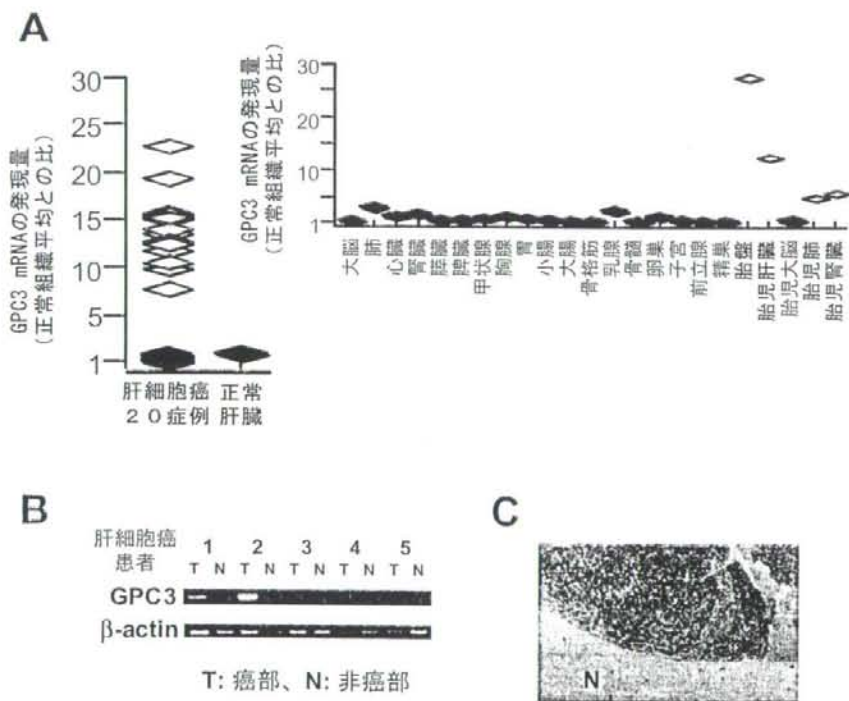 A
GPC3 mRNAの発現量
(正常組織平均との比)
30
25
20
15
10
5
1
肝細胞癌
20症例
正常
肝臓
GPC3 mRNAの発現量
(正常組織平均との比)
30
20
10
1
大脳
肺
心臓
腎臓
膵臓
脾臓
甲状腺
胸腺
胃
小腸
大腸
骨格筋
乳腺
骨髄
卵巣
子宮
前立腺
精巣
胎盤
胎児肝臓
胎児大脳
胎児肺
胎児腎臓
B
肝細胞癌
患者
1 2 3 4 5
T N T N T N T N T N
GPC3
β-actin
T: 癌部、N: 非癌部
C
N